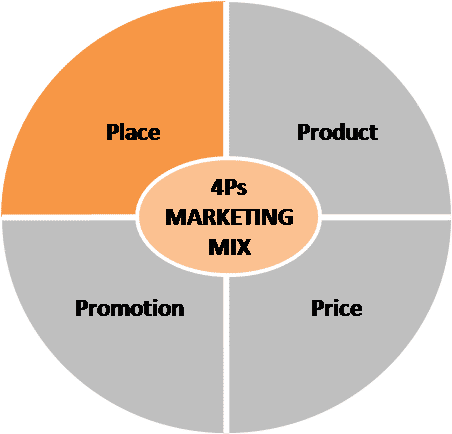 Place
Product
4Ps
MARKETING
MIX
Promotion
Price